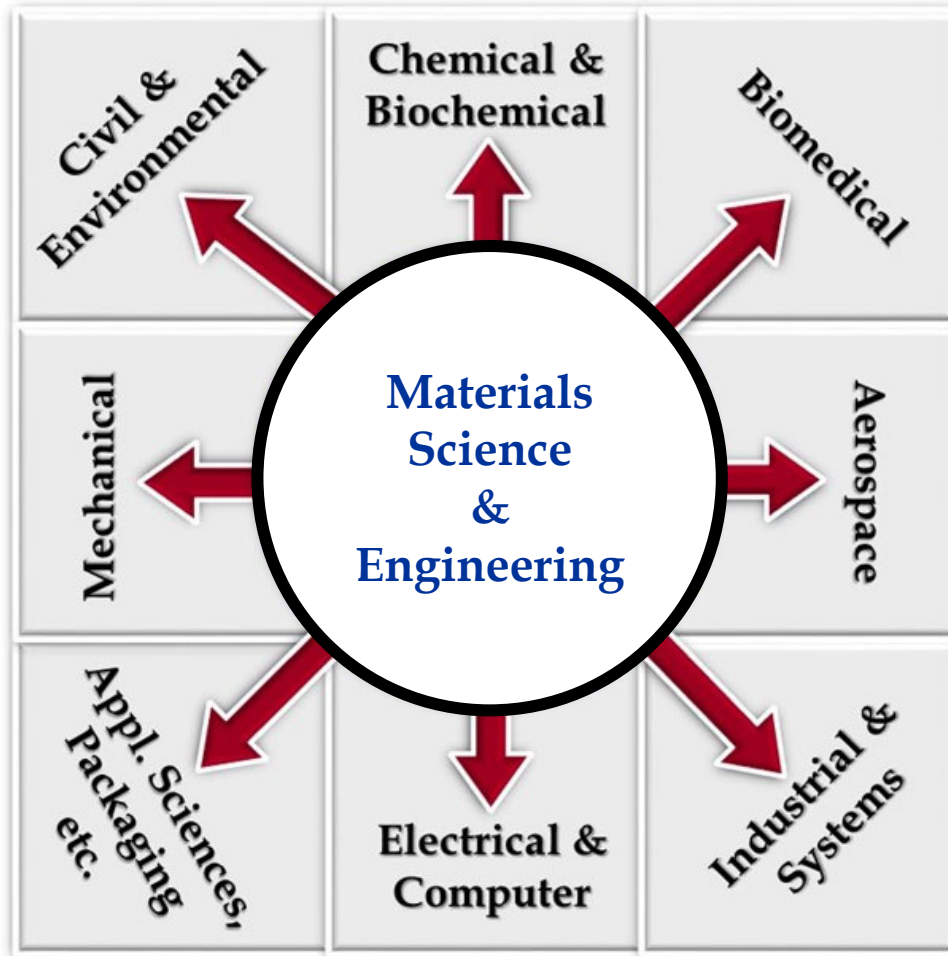 Civil &
Environmental
Chemical &
Biochemical
Biomedical
Mechanical
Materials
Science
&
Engineering
Aerospace
Appl. Sciences,
Packaging
etc.
Electrical &
Computer
Industrial &
Systems